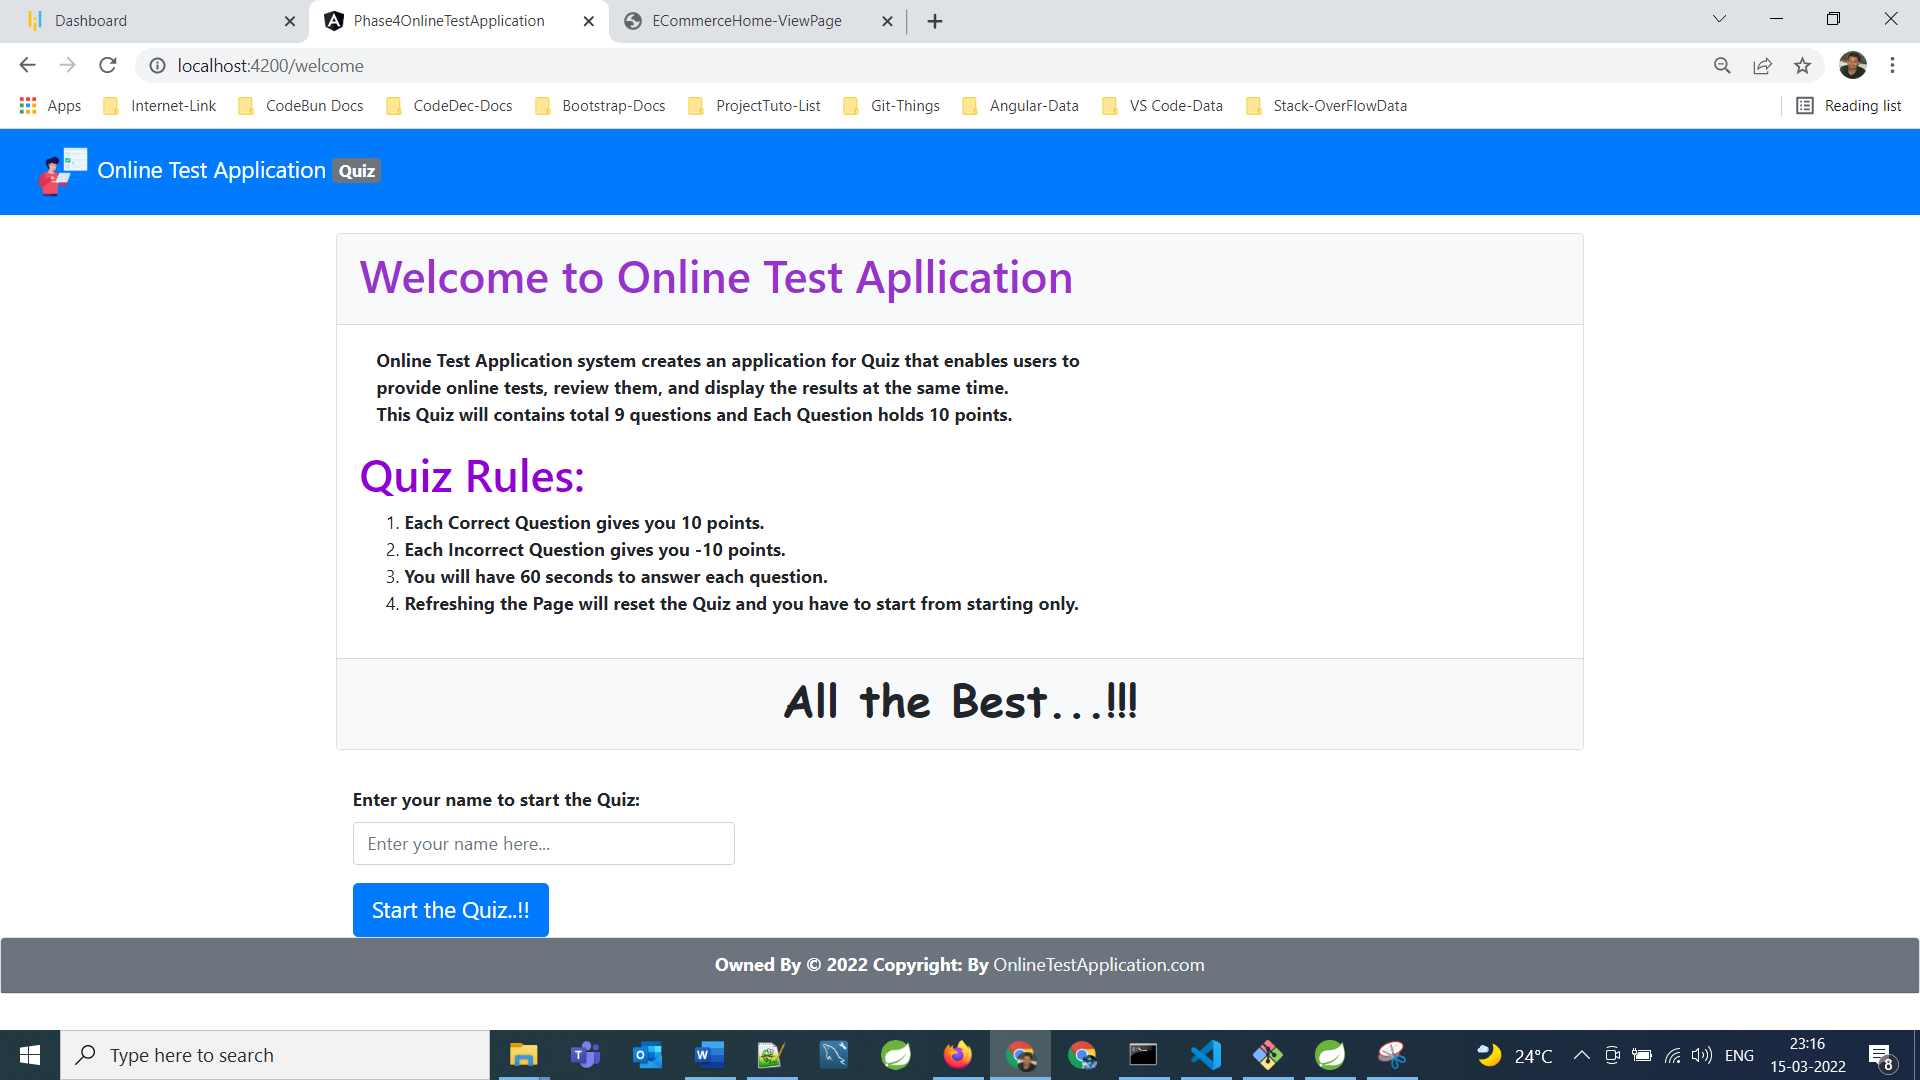 Dashboard
Phase4OnlineTestApplication
ECommerceHome-ViewPage
localhost:4200/welcome
Apps
Internet-Link
CodeBun Docs
CodeDec-Docs
Bootstrap-Docs
ProjectTuto-List
Git-Things
Angular-Data
VS Code-Data
Stack-OverFlowData
Reading list
Online Test Application Quiz
Welcome to Online Test Apllication
Online Test Application system creates an application for Quiz that enables users to
provide online tests, review them, and display the results at the same time.
This Quiz will contains total 9 questions and Each Question holds 10 points.
Quiz Rules:
1. Each Correct Question gives you 10 points.
2. Each Incorrect Question gives you -10 points.
3. You will have 60 seconds to answer each question.
4. Refreshing the Page will reset the Quiz and you have to start from starting only.
All the Best...!!!
Enter your name to start the Quiz:
Enter your name here...
Start the Quiz..!!
Owned By © 2022 Copyright: By OnlineTestApplication.com
Type here to search
24°C
ENG
23:16
15-03-2022
8